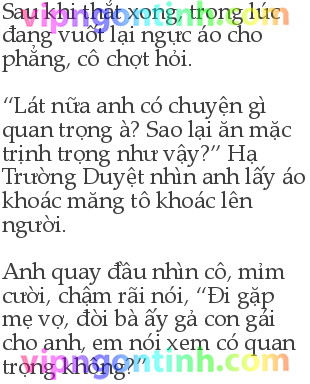 Sau khi thắt xong, trong lúc
đang vuốt lại ngực áo cho
phẳng, cô chợt hỏi.
“Lát nữa anh có chuyện gì
quan trọng à? Sao lại ăn mặc
trịnh trọng như vậy?” Hạ
Trường Duyệt nhìn anh lấy áo
khoác măng tô khoác lên
người.
Anh quay đầu nhìn cô, mỉm
cười, chậm rãi nói, “Đi gặp
mẹ vợ, đòi bà ấy gả con gái
cho anh, em nói xem có quan
trọng không?”
vipngontinh.com
vipngontinh.com